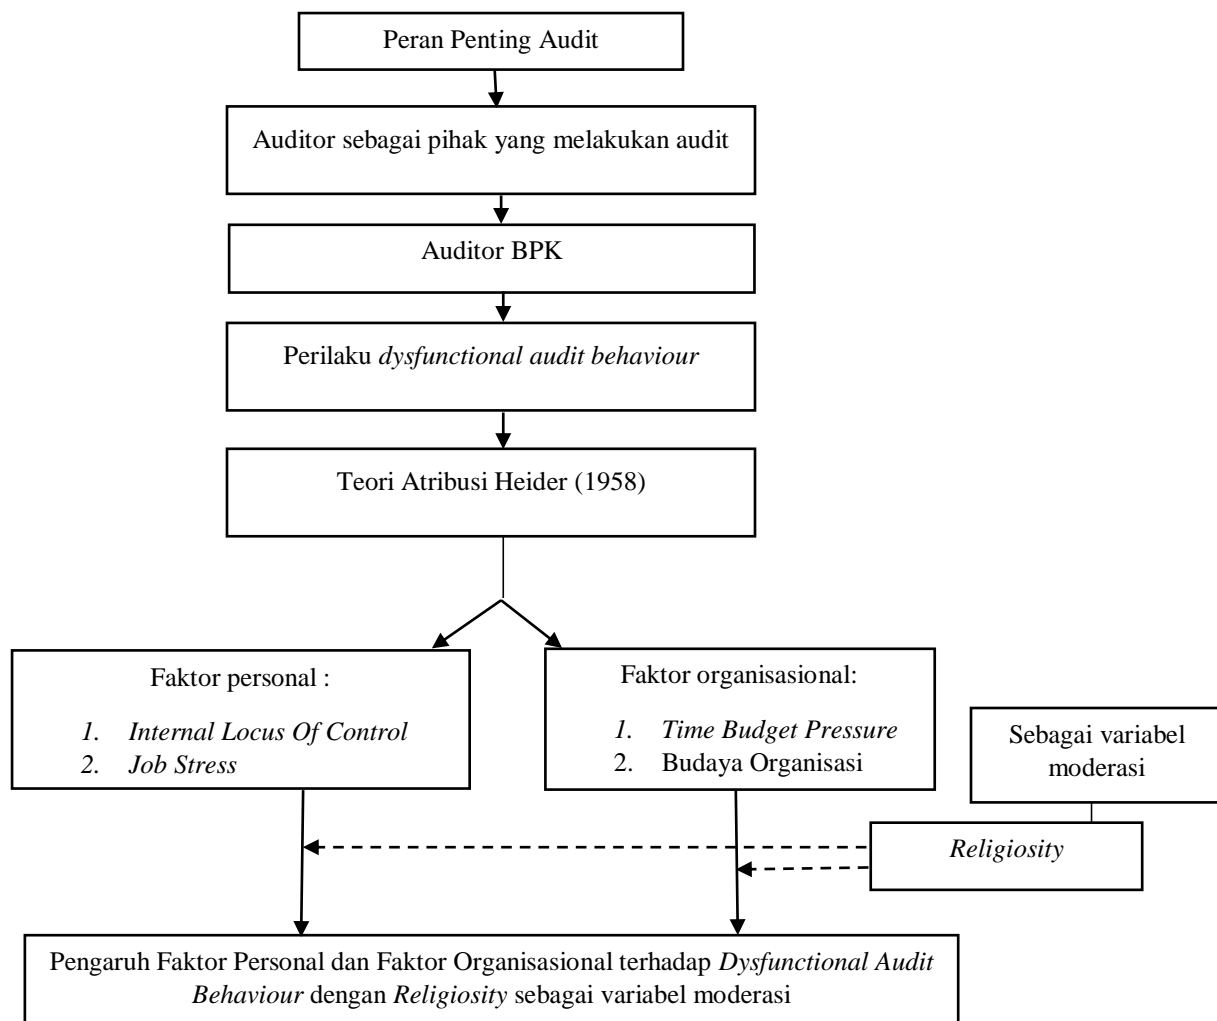 Peran Penting Audit
Auditor sebagai pihak yang melakukan audit
Auditor BPK
Perilaku dysfunctional audit behaviour
Teori Atribusi Heider (1958)
Faktor personal :
1. Internal Locus Of Control
2. Job Stress
Faktor organisasional:
1. Time Budget Pressure
2. Budaya Organisasi
Sebagai variabel
moderasi
Religiosity
Pengaruh Faktor Personal dan Faktor Organisasional terhadap Dysfunctional Audit
Behaviour dengan Religiosity sebagai variabel moderasi